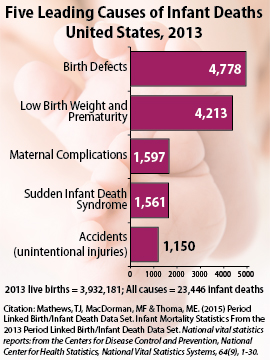 Five Leading Causes of Infant Deaths
United States, 2013
Birth Defects
4,778
Low Birth Weight and
Prematurity
4,213
Maternal Complications
1,597
Sudden Infant Death
Syndrome
1,561
Accidents
(unintentional injuries)
1,150
0 1000 2000 3000 4000 5000
2013 live births = 3,932,181; All causes = 23,446 infant deaths
Citation: Mathews, TJ, MacDorman, MF & Thoma, ME. (2015) Period
Linked Birth/Infant Death Data Set. Infant Mortality Statistics From the
2013 Period Linked Birth/Infant Death Data Set. National vital statistics
reports: from the Centers for Disease Control and Prevention, National
Center for Health Statistics, National Vital Statistics Systems, 64(9), 1-30.